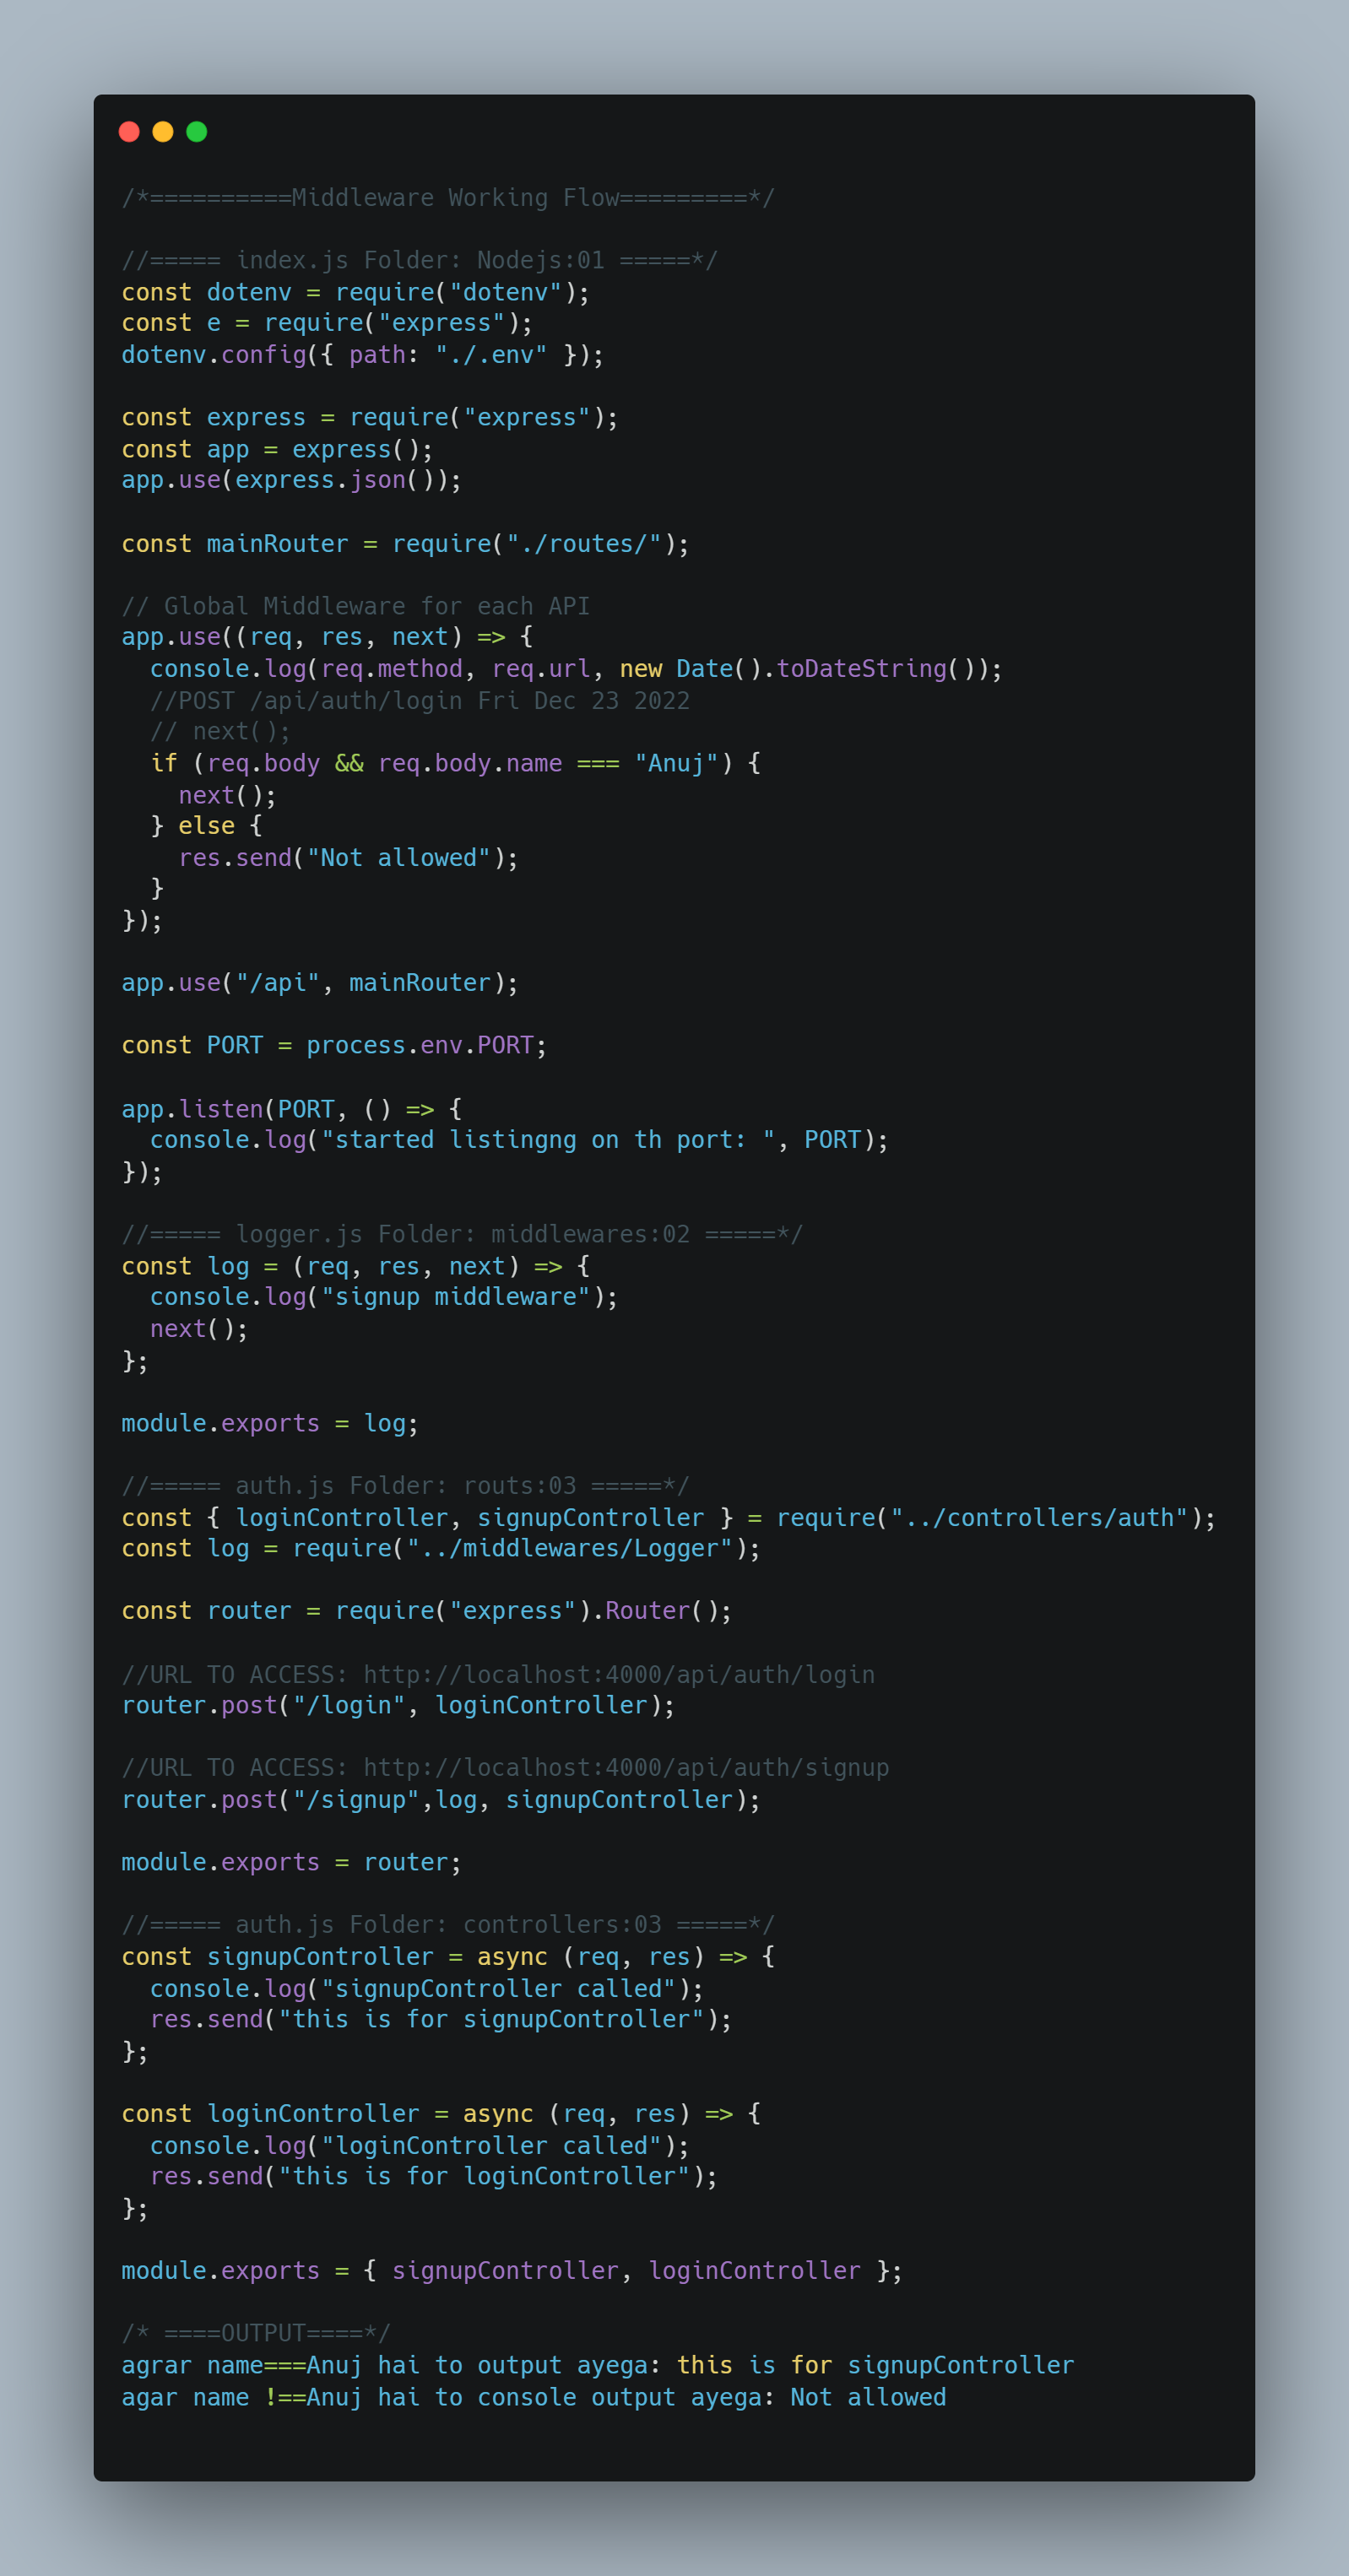 /*==========Middleware Working Flow=========*/

//===== index.js Folder: Nodejs:01 =====*/
const dotenv = require("dotenv");
const e = require("express");
dotenv.config({ path: "./.env" });

const express = require("express");
const app = express();
app.use(express.json());

const mainRouter = require("./routes/");

// Global Middleware for each API
app.use((req, res, next) => {
  console.log(req.method, req.url, new Date().toDateString());
  //POST /api/auth/login Fri Dec 23 2022
  // next();
  if (req.body && req.body.name === "Anuj") {
    next();
  } else {
    res.send("Not allowed");
  }
});

app.use("/api", mainRouter);

const PORT = process.env.PORT;

app.listen(PORT, () => {
  console.log("started listingng on th port: ", PORT);
});

//===== logger.js Folder: middlewares:02 =====*/
const log = (req, res, next) => {
  console.log("signup middleware");
  next();
};

module.exports = log;

//===== auth.js Folder: routs:03 =====*/
const { loginController, signupController } = require("../controllers/auth");
const log = require("../middlewares/Logger");

const router = require("express").Router();

//URL TO ACCESS: http://localhost:4000/api/auth/login
router.post("/login", loginController);

//URL TO ACCESS: http://localhost:4000/api/auth/signup
router.post("/signup",log, signupController);

module.exports = router;

//===== auth.js Folder: controllers:03 =====*/
const signupController = async (req, res) => {
  console.log("signupController called");
  res.send("this is for signupController");
};

const loginController = async (req, res) => {
  console.log("loginController called");
  res.send("this is for loginController");
};

module.exports = { signupController, loginController };

/* ====OUTPUT====*/
agrar name===Anuj hai to output ayega: this is for signupController
agar name !==Anuj hai to console output ayega: Not allowed